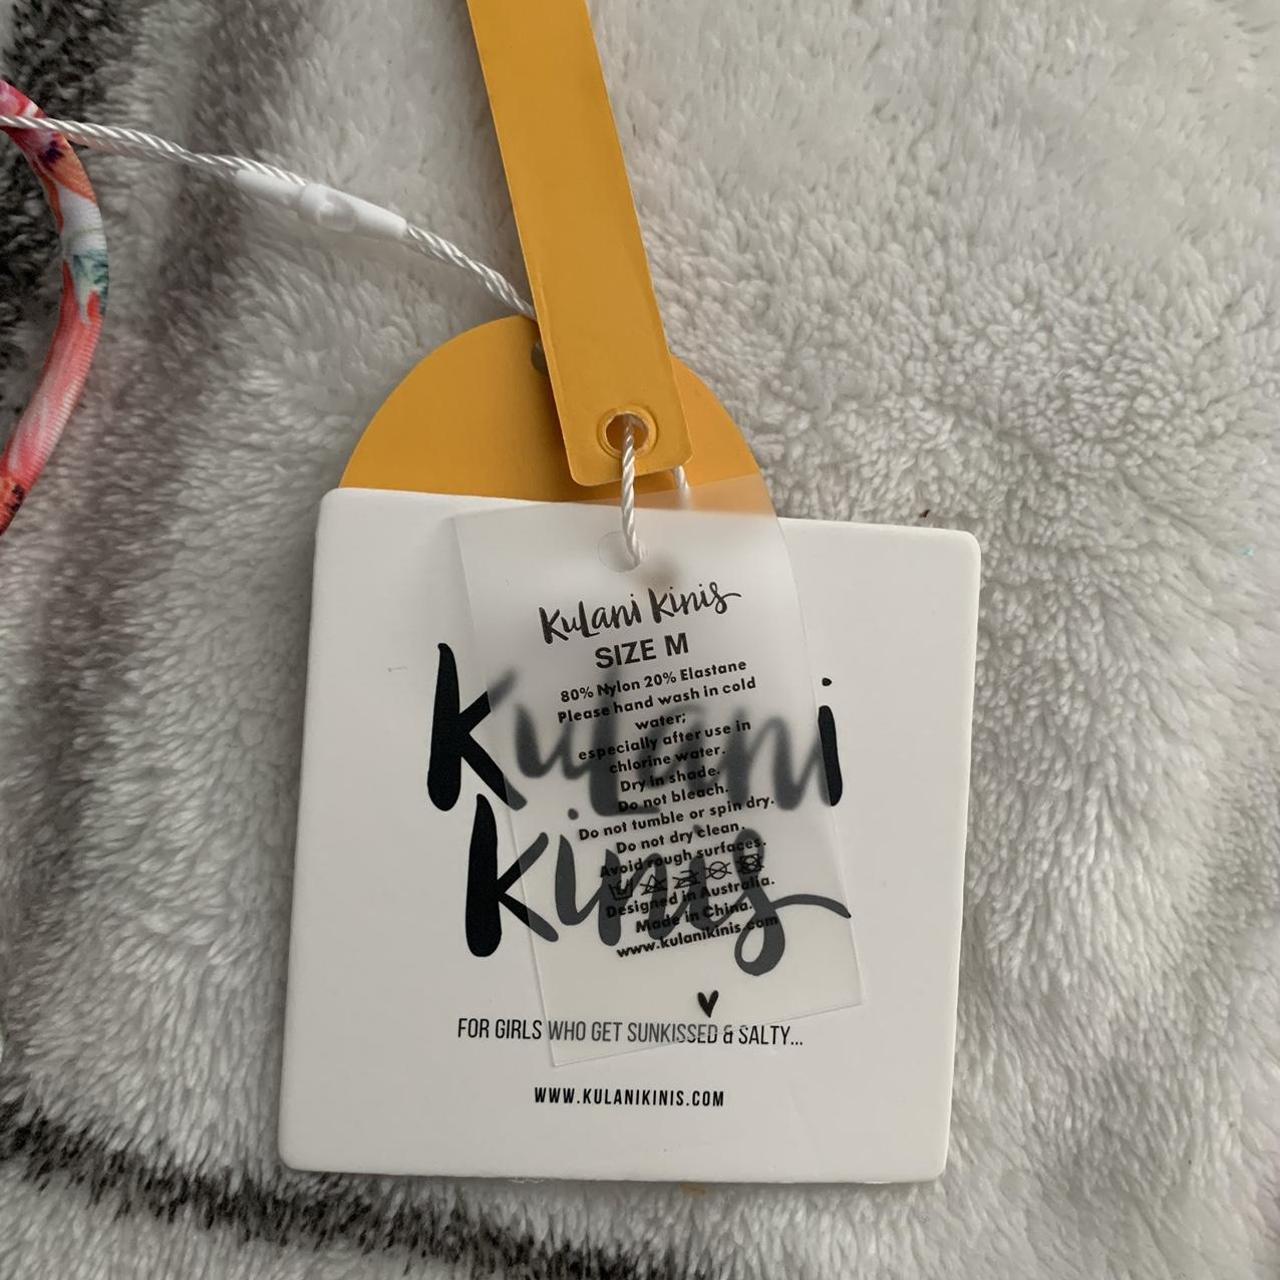 Kulani Kinis
SIZE M
80% Nylon 20% Elastane
Please hand wash in cold
water;
especially after use in
chlorine water.
Dry in shade.
Do not bleach.
Do not tumble or spin dry.
Do not dry clean.
Avoid rough surfaces.
Designed in Australia.
Made in China.
www.kulanikinis.com
Kulani
Kinis
FOR GIRLS WHO GET SUNKISSED & SALTY...
WWW.KULANIKINIS.COM